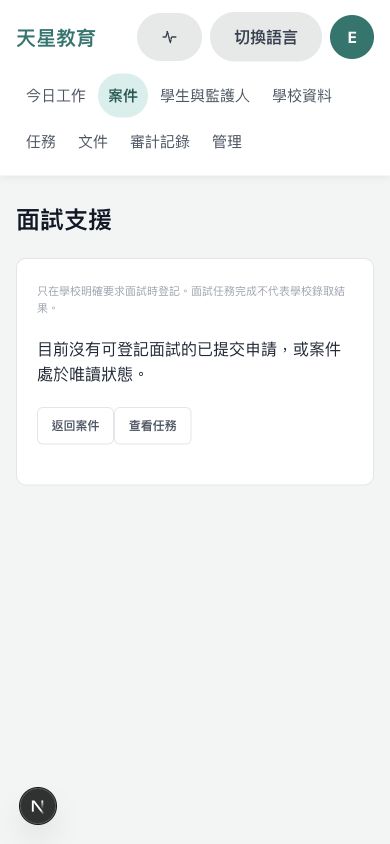 天星教育
切換語言
E
今日工作 案件 學生與監護人 學校資料
任務 文件 審計記錄 管理
面試支援
只在學校明確要求面試時登記。面試任務完成不代表學校錄取結
果。
目前沒有可登記面試的已提交申請，或案件
處於唯讀狀態。
返回案件 查看任務
N